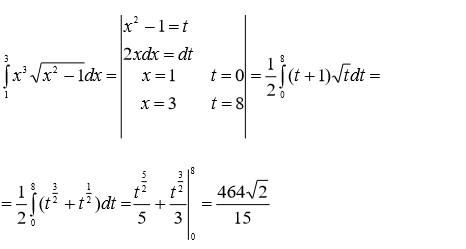 ∫₁³ x³√(x² − 1)dx = | x² − 1 = t
2xdx = dt
x = 1 t = 0
x = 3 t = 8 | = 1/2 ∫₀⁸ (t + 1)√t dt =
= 1/2 ∫₀⁸ (t^(3/2) + t^(1/2))dt = t^(5/2)/5 + t^(3/2)/3 |₀⁸ = 464√2/15